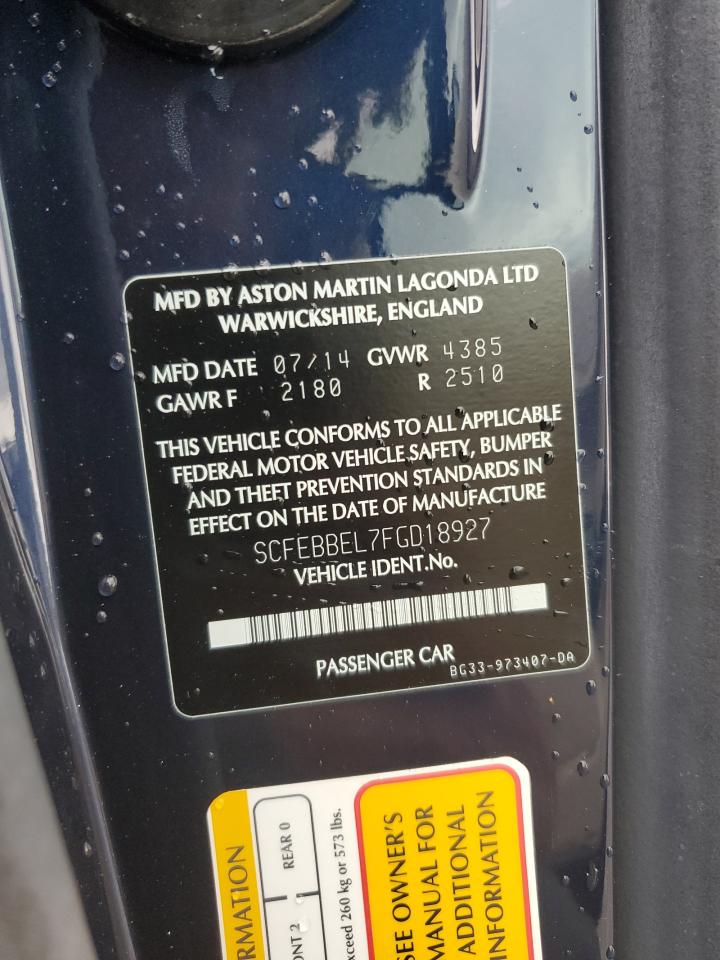 MFD BY ASTON MARTIN LAGONDA LTD
WARWICKSHIRE, ENGLAND
MFD DATE 07/14 GVWR 4385
GAWR F 2180 R 2510
THIS VEHICLE CONFORMS TO ALL APPLICABLE
FEDERAL MOTOR VEHICLE SAFETY, BUMPER
AND THEFT PREVENTION STANDARDS IN
EFFECT ON THE DATE OF MANUFACTURE
SCFEBBEL7FGD18927
VEHICLE IDENT.No.
PASSENGER CAR
BG33-973407-DA
REAR 0
260 kg or 573 lbs.
SEE OWNER'S
MANUAL FOR
ADDITIONAL
INFORMATION